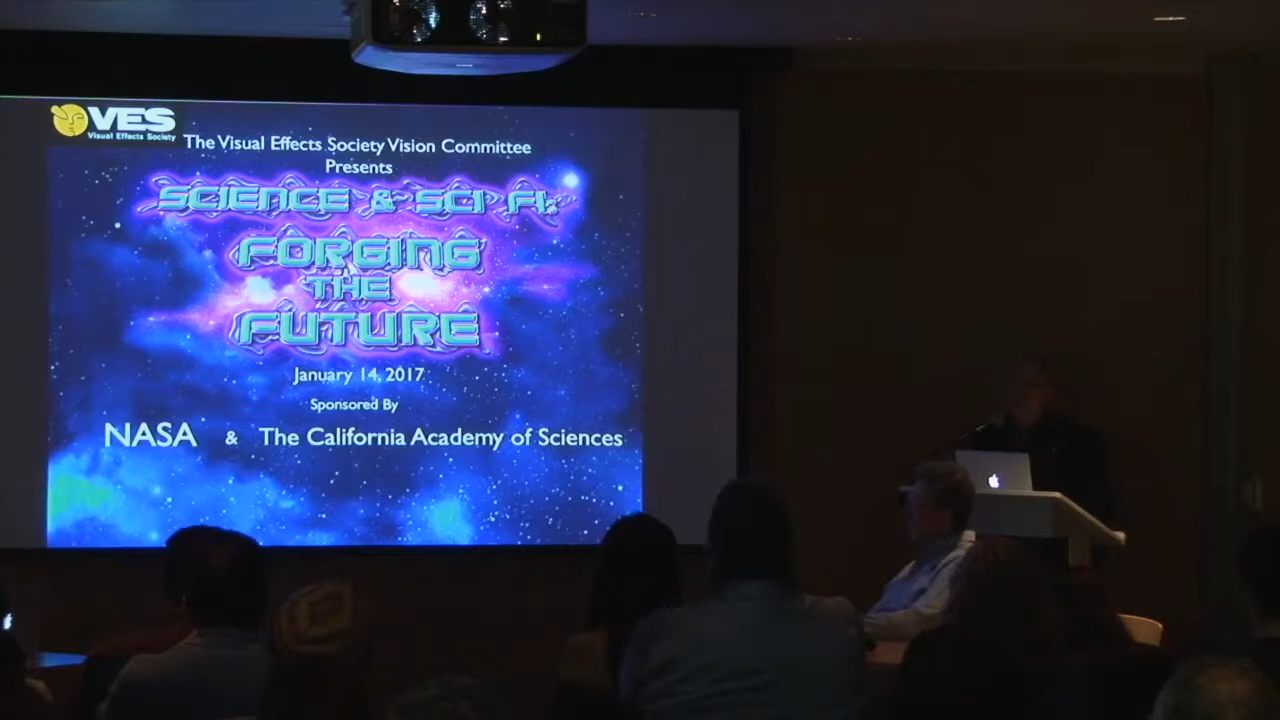 VES
Visual Effects Society
The Visual Effects Society Vision Committee
Presents
SCIENCE & SCI FI:
FORGING
THE
FUTURE
January 14, 2017
Sponsored By
NASA & The California Academy of Sciences